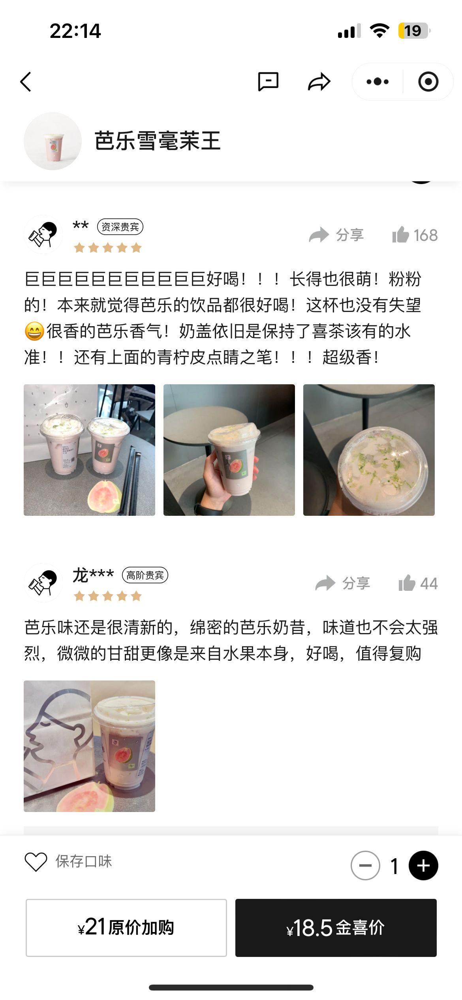 22:14
19
芭乐雪毫茉王
** 资深贵宾
分享 168
巨巨巨巨巨巨巨巨巨巨巨好喝！！！长得也很萌！粉粉
的！本来就觉得芭乐的饮品都很好喝！这杯也没有失望
😄很香的芭乐香气！奶盖依旧是保持了喜茶该有的水
准！！还有上面的青柠皮点睛之笔！！！超级香！
龙*** 高阶贵宾
分享 44
芭乐味还是很清新的，绵密的芭乐奶昔，味道也不会太强
烈，微微的甘甜更像是来自水果本身，好喝，值得复购
保存口味
1
¥21原价加购
¥18.5金喜价